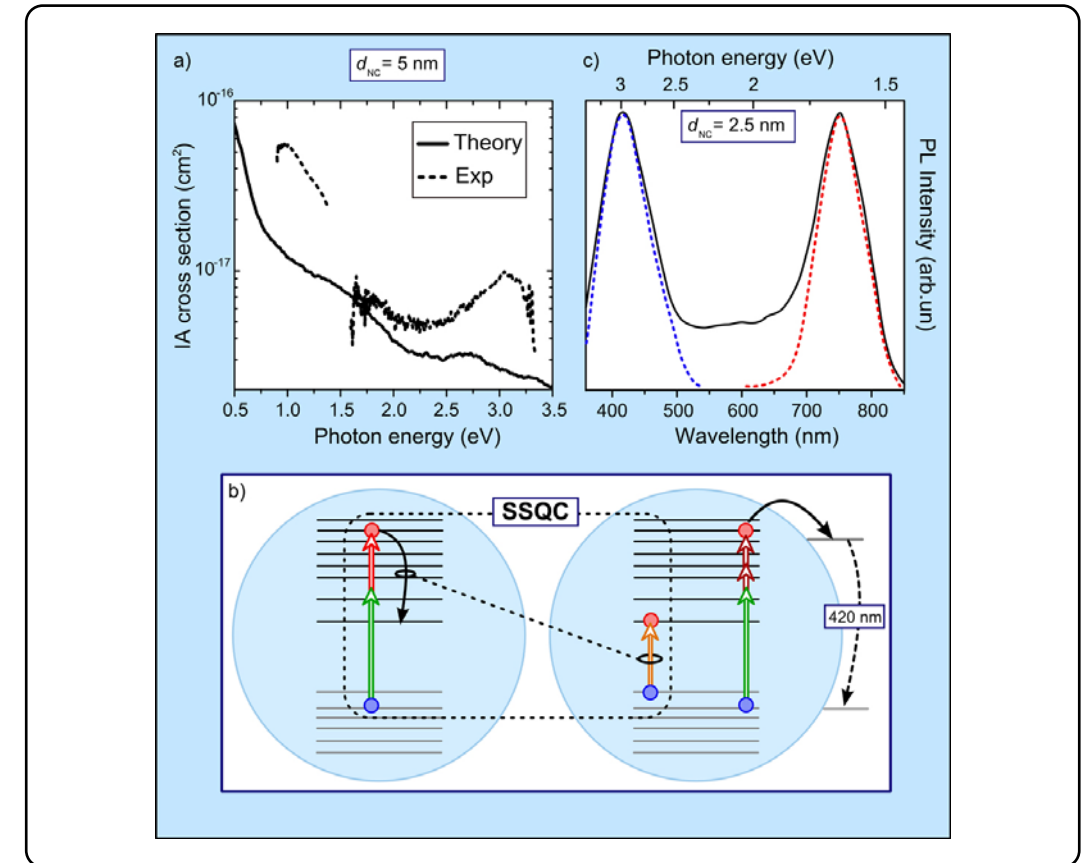 a)
d_NC = 5 nm
10^-16
10^-17
IA cross section (cm²)
Theory
Exp
0.5 1.0 1.5 2.0 2.5 3.0 3.5
Photon energy (eV)
c)
Photon energy (eV)
3 2.5 2 1.5
d_NC = 2.5 nm
PL Intensity (arb.un)
400 500 600 700 800
Wavelength (nm)
b)
SSQC
420 nm